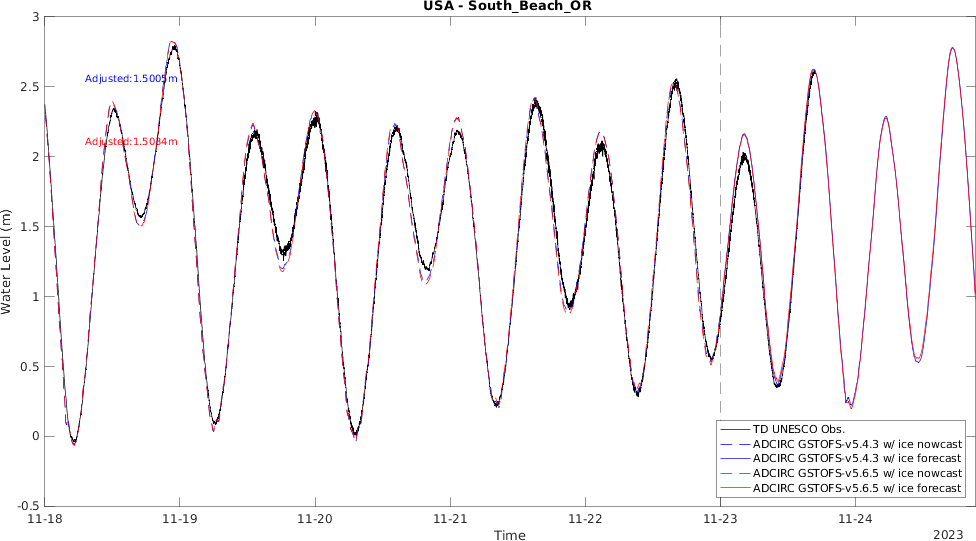 USA - South_Beach_OR
3
2.5
2
1.5
1
0.5
0
-0.5
Water Level (m)
Adjusted:1.5005m
Adjusted:1.5034m
TD UNESCO Obs.
ADCIRC GSTOFS-v5.4.3 w/ ice nowcast
ADCIRC GSTOFS-v5.4.3 w/ ice forecast
ADCIRC GSTOFS-v5.6.5 w/ ice nowcast
ADCIRC GSTOFS-v5.6.5 w/ ice forecast
11-18 11-19 11-20 11-21 11-22 11-23 11-24
Time
2023